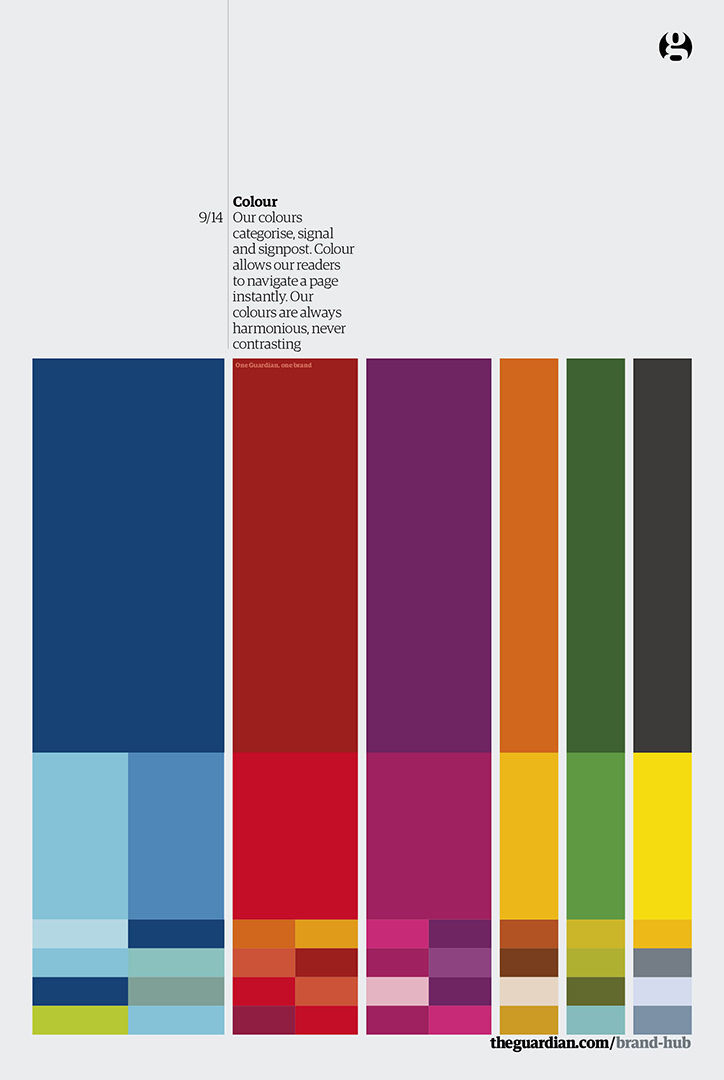 g
Colour
9/14 Our colours
categorise, signal
and signpost. Colour
allows our readers
to navigate a page
instantly. Our
colours are always
harmonious, never
contrasting
One Guardian, one brand
theguardian.com/brand-hub